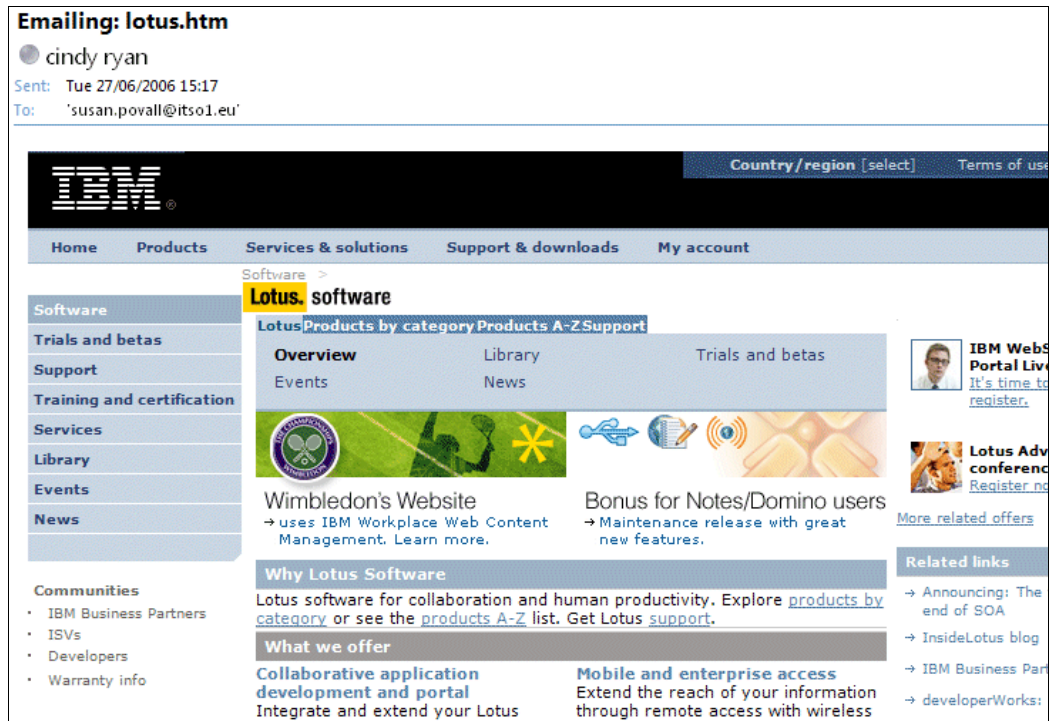 Emailing: lotus.htm
cindy ryan
Sent: Tue 27/06/2006 15:17
To: 'susan.povall@itso1.eu'
Country/region [select] Terms of use
IBM®
Home Products Services & solutions Support & downloads My account
Software >
Lotus. software
Software
Trials and betas
Support
Training and certification
Services
Library
Events
News
Communities
· IBM Business Partners
· ISVs
· Developers
· Warranty info
Lotus Products by category Products A-Z Support
Overview Library Trials and betas
Events News
THE CHAMPIONSHIPS
WIMBLEDON
Wimbledon's Website
→ uses IBM Workplace Web Content
Management. Learn more.
Bonus for Notes/Domino users
→ Maintenance release with great
new features.
Why Lotus Software
Lotus software for collaboration and human productivity. Explore products by
category or see the products A-Z list. Get Lotus support.
What we offer
Collaborative application
development and portal
Integrate and extend your Lotus
Mobile and enterprise access
Extend the reach of your information
through remote access with wireless
IBM WebS
Portal Live
It's time to
register.
Lotus Adv
conferenc
Register no
More related offers
Related links
→ Announcing: The
end of SOA
→ InsideLotus blog
→ IBM Business Part
→ developerWorks: